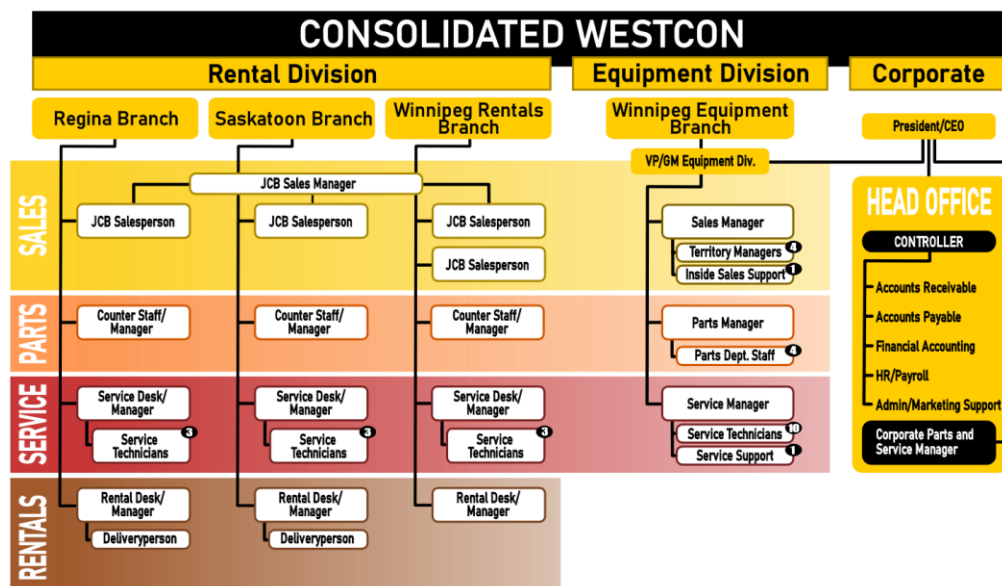 CONSOLIDATED WESTCON
Rental Division
Equipment Division
Corporate
Regina Branch
Saskatoon Branch
Winnipeg Rentals
Branch
Winnipeg Equipment
Branch
President/CEO
VP/GM Equipment Div.
SALES
JCB Sales Manager
JCB Salesperson
JCB Salesperson
JCB Salesperson
JCB Salesperson
Sales Manager
Territory Managers 4
Inside Sales Support 1
PARTS
Counter Staff/
Manager
Counter Staff/
Manager
Counter Staff/
Manager
Parts Manager
Parts Dept. Staff 4
SERVICE
Service Desk/
Manager
Service Desk/
Manager
Service Desk/
Manager
Service Manager
Service
Technicians 3
Service
Technicians 3
Service
Technicians 3
Service Technicians 10
Service Support 1
RENTALS
Rental Desk/
Manager
Rental Desk/
Manager
Rental Desk/
Manager
Deliveryperson
Deliveryperson
HEAD OFFICE
CONTROLLER
Accounts Receivable
Accounts Payable
Financial Accounting
HR/Payroll
Admin/Marketing Support
Corporate Parts and
Service Manager